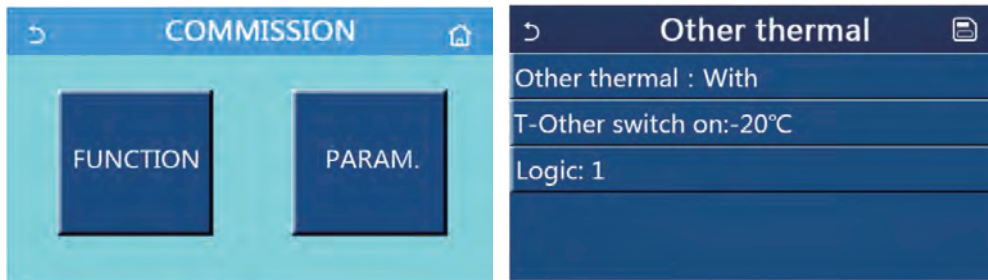 COMMISSION
FUNCTION
PARAM.
Other thermal
Other thermal : With
T-Other switch on:-20℃
Logic: 1